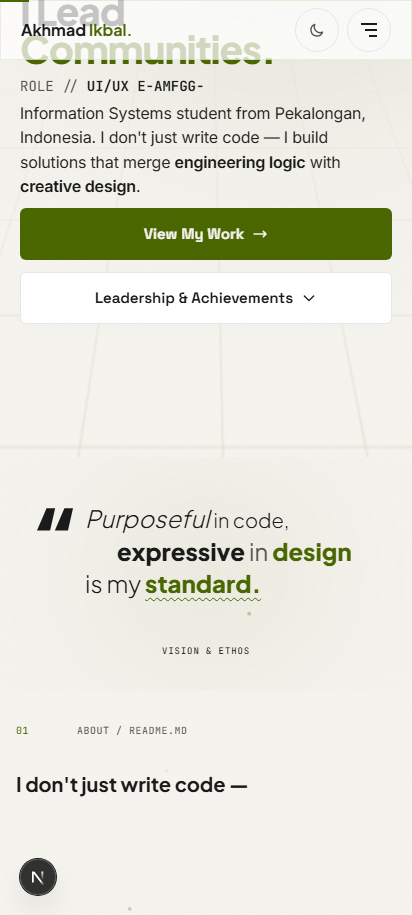 I Lead
Akhmad Ikbal.
Communities.
ROLE // UI/UX E-AMFGG-
Information Systems student from Pekalongan,
Indonesia. I don't just write code — I build
solutions that merge engineering logic with
creative design.
View My Work →
Leadership & Achievements
“
Purposeful in code,
expressive in design
is my standard.
VISION & ETHOS
01 ABOUT / README.MD
I don't just write code —
N